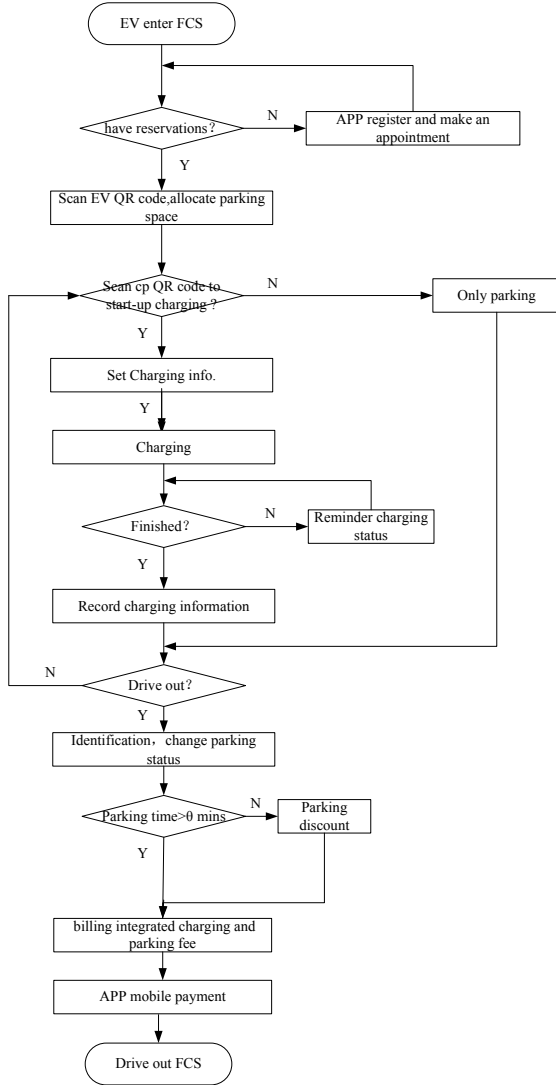 EV enter FCS
have reservations?
N
APP register and make an
appointment
Y
Scan EV QR code,allocate parking
space
Scan cp QR code to
start-up charging ?
N
Only parking
Y
Set Charging info.
Y
Charging
Finished?
N
Reminder charging
status
Y
Record charging information
N
Drive out?
Y
Identification，change parking
status
Parking time>θ mins
N
Parking
discount
Y
billing integrated charging and
parking fee
APP mobile payment
Drive out FCS